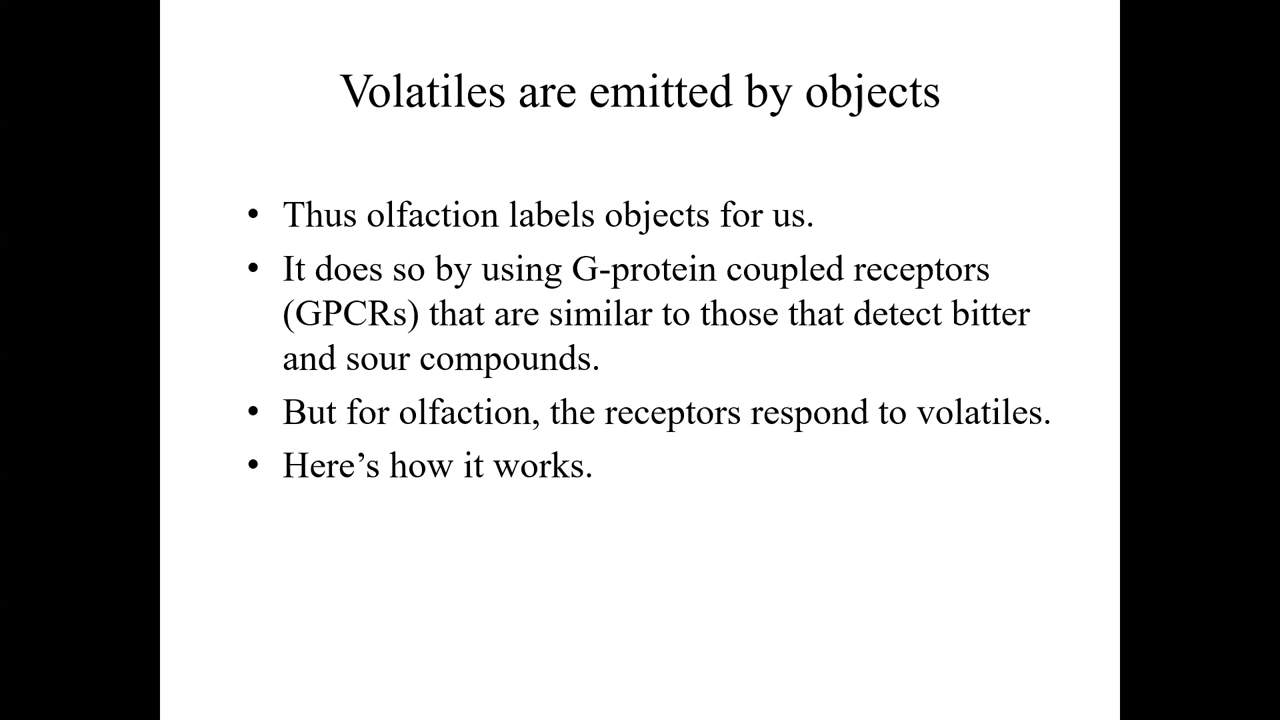 Volatiles are emitted by objects
• Thus olfaction labels objects for us.
• It does so by using G-protein coupled receptors
(GPCRs) that are similar to those that detect bitter
and sour compounds.
• But for olfaction, the receptors respond to volatiles.
• Here’s how it works.